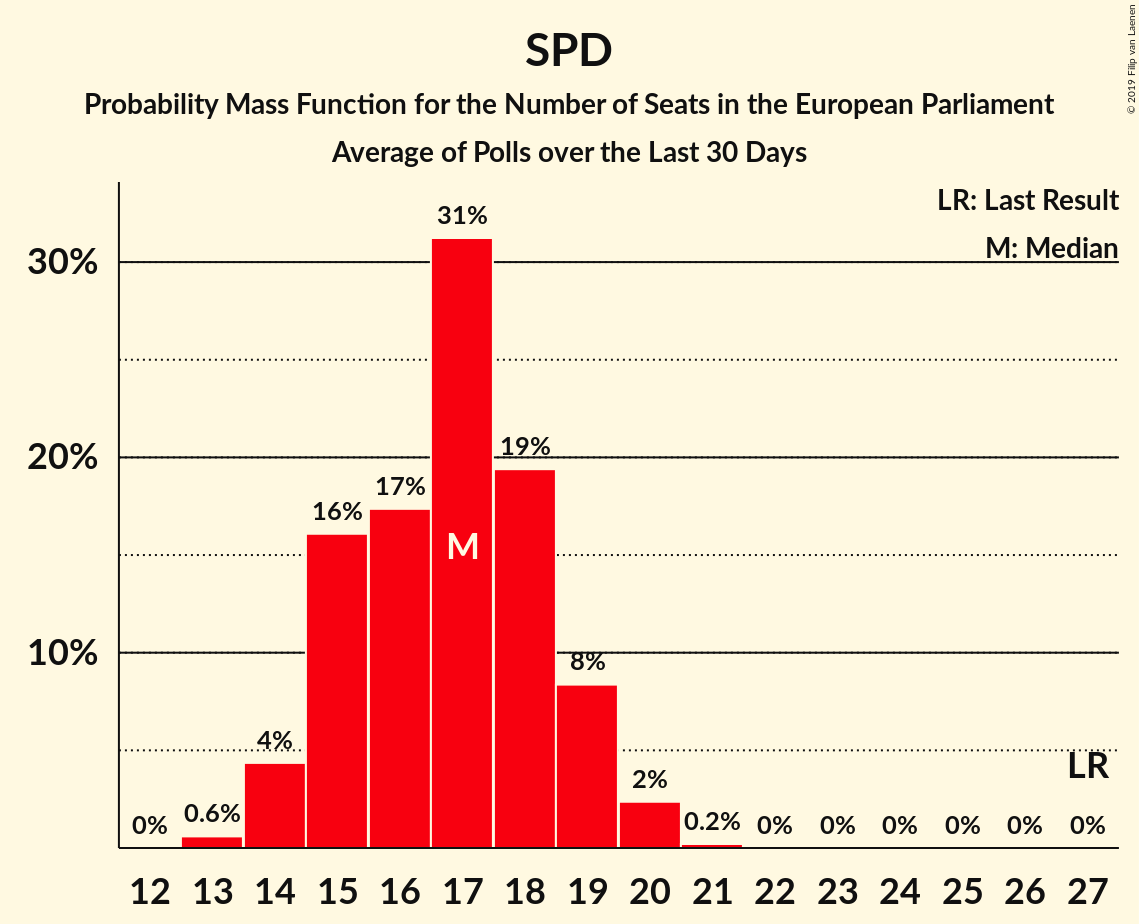 SPD
Probability Mass Function for the Number of Seats in the European Parliament
Average of Polls over the Last 30 Days
© 2019 Filip van Laenen
LR: Last Result
M: Median
31%
30%
20%
19%
17%
16%
M
10%
8%
4%
LR
2%
0% 0.6% 0.2% 0% 0% 0% 0% 0% 0%
12 13 14 15 16 17 18 19 20 21 22 23 24 25 26 27